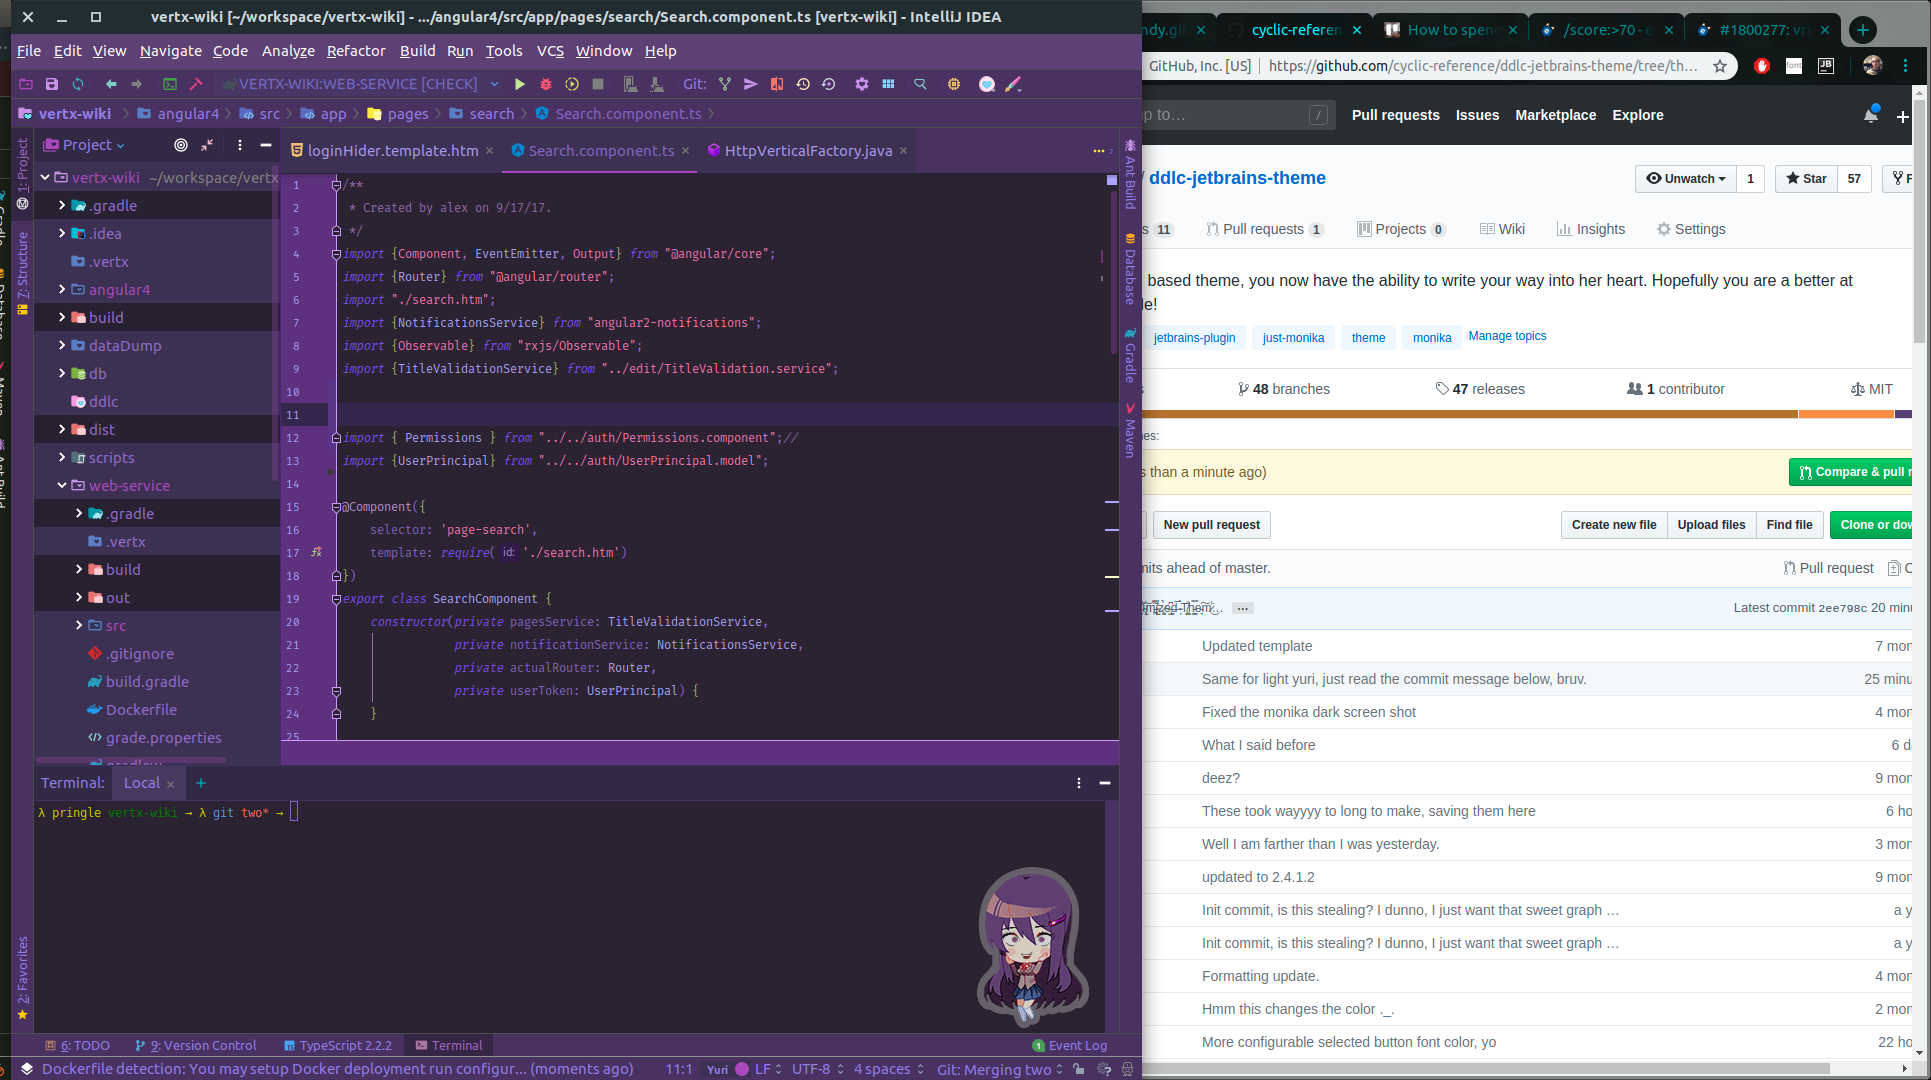 vertx-wiki [~/workspace/vertx-wiki] - .../angular4/src/app/pages/search/Search.component.ts [vertx-wiki] - IntelliJ IDEA
File Edit View Navigate Code Analyze Refactor Build Run Tools VCS Window Help
VERTX-WIKI:WEB-SERVICE [CHECK] Git:
vertx-wiki angular4 src app pages search Search.component.ts
Project
loginHider.template.htm Search.component.ts HttpVerticalFactory.java
vertx-wiki ~/workspace/vertx
.gradle
.idea
.vertx
angular4
build
dataDump
db
ddlc
dist
scripts
web-service
.gradle
.vertx
build
out
src
.gitignore
build.gradle
Dockerfile
grade.properties
1: Project
7: Structure
2: Favorites
1 /**
2 * Created by alex on 9/17/17.
3 */
4 import {Component, EventEmitter, Output} from "@angular/core";
5 import {Router} from "@angular/router";
6 import "./search.htm";
7 import {NotificationsService} from "angular2-notifications";
8 import {Observable} from "rxjs/Observable";
9 import {TitleValidationService} from "../edit/TitleValidation.service";
10
11
12 import { Permissions } from "../../auth/Permissions.component";//
13 import {UserPrincipal} from "../../auth/UserPrincipal.model";
14
15 @Component({
16 selector: 'page-search',
17 template: require( id: './search.htm')
18 })
19 export class SearchComponent {
20 constructor(private pagesService: TitleValidationService,
21 private notificationService: NotificationsService,
22 private actualRouter: Router,
23 private userToken: UserPrincipal) {
24 }
25
Ant Build
Database
Gradle
Maven
Terminal: Local +
λ pringle vertx-wiki → λ git two* →
6: TODO 9: Version Control TypeScript 2.2.2 Terminal 1 Event Log
Dockerfile detection: You may setup Docker deployment run configur... (moments ago) 11:1 Yuri LF UTF-8 4 spaces Git: Merging two
ndy.gi cyclic-referen How to spend /score:>70 - e #1800277: vr
GitHub, Inc. [US] https://github.com/cyclic-reference/ddlc-jetbrains-theme/tree/th...
p to... / Pull requests Issues Marketplace Explore
/ ddlc-jetbrains-theme Unwatch 1 Star 57 F
s 11 Pull requests 1 Projects 0 Wiki Insights Settings
based theme, you now have the ability to write your way into her heart. Hopefully you are a better at
le!
jetbrains-plugin just-monika theme monika Manage topics
s 48 branches 47 releases 1 contributor MIT
hes:
s than a minute ago) Compare & pull r
New pull request Create new file Upload files Find file Clone or dow
mits ahead of master. Pull request C
Latest commit 2ee798c 20 minu
Updated template 7 mon
Same for light yuri, just read the commit message below, bruv. 25 minu
Fixed the monika dark screen shot 4 mon
What I said before 6 d
deez? 9 mon
These took wayyyy to long to make, saving them here 6 ho
Well I am farther than I was yesterday. 3 mon
updated to 2.4.1.2 9 mon
Init commit, is this stealing? I dunno, I just want that sweet graph … a y
Init commit, is this stealing? I dunno, I just want that sweet graph … a y
Formatting update. 4 mon
Hmm this changes the color ._. 2 mon
More configurable selected button font color, yo 22 ho